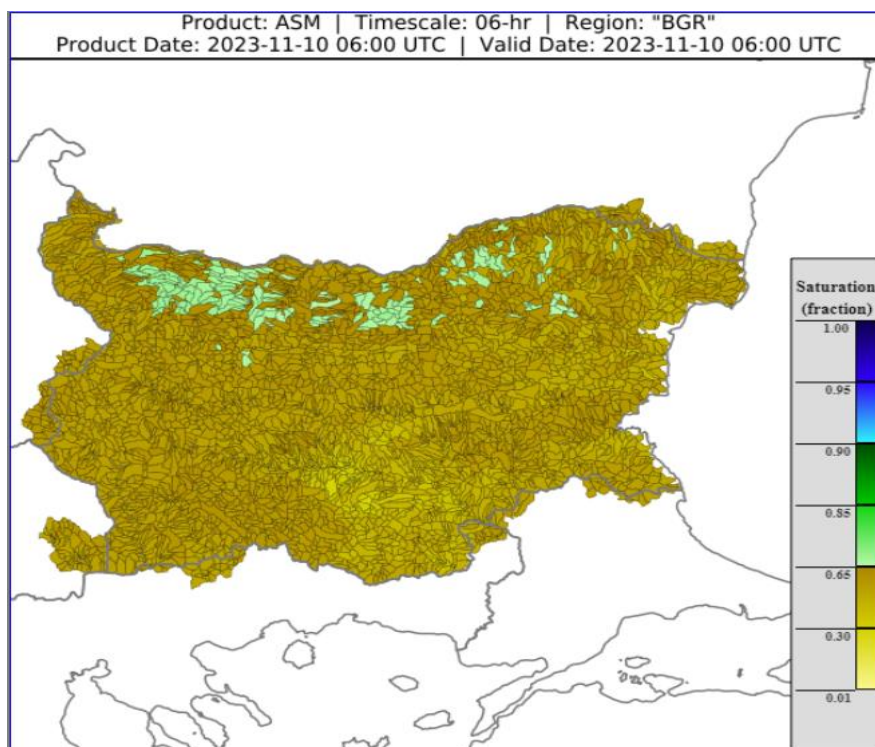 Product: ASM | Timescale: 06-hr | Region: "BGR"
Product Date: 2023-11-10 06:00 UTC | Valid Date: 2023-11-10 06:00 UTC
Saturation
(fraction)
1.00
0.95
0.90
0.85
0.65
0.30
0.01